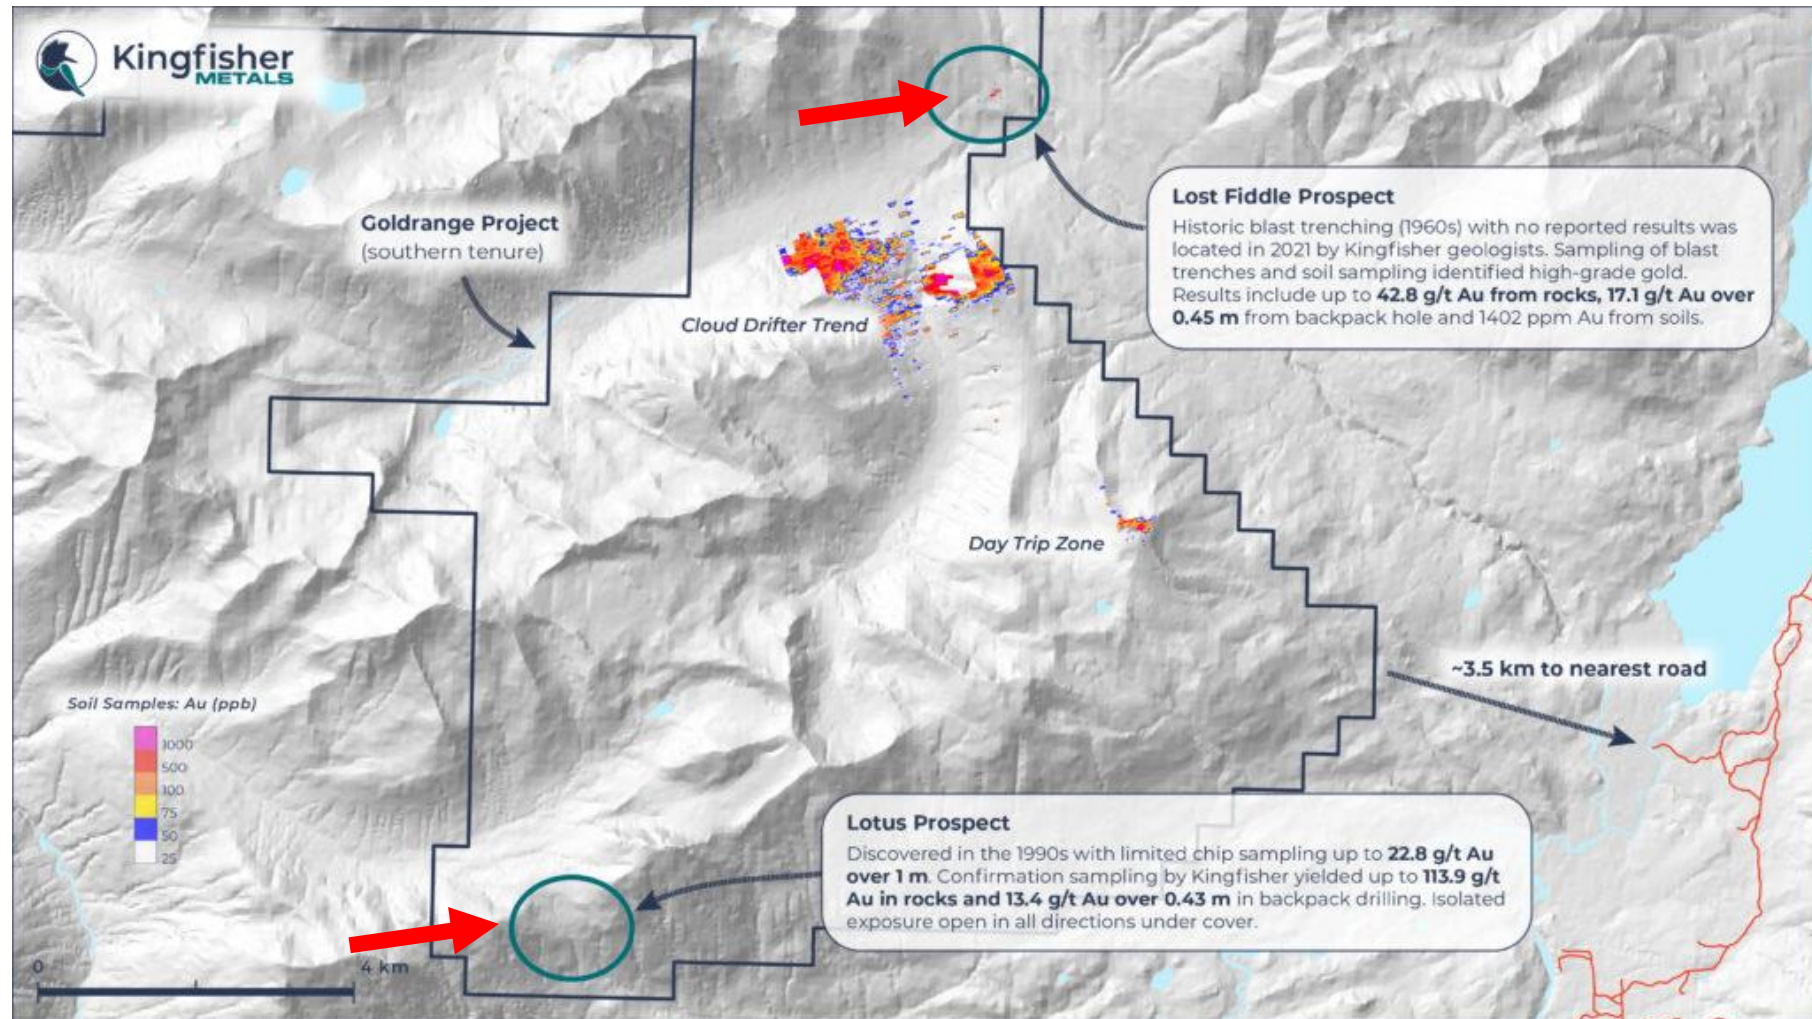 Kingfisher
METALS
Goldrange Project
(southern tenure)
Lost Fiddle Prospect
Historic blast trenching (1960s) with no reported results was
located in 2021 by Kingfisher geologists. Sampling of blast
trenches and soil sampling identified high-grade gold.
Results include up to 42.8 g/t Au from rocks, 17.1 g/t Au over
0.45 m from backpack hole and 1402 ppm Au from soils.
Cloud Drifter Trend
Day Trip Zone
~3.5 km to nearest road
Soil Samples: Au (ppb)
1000
500
100
75
50
25
Lotus Prospect
Discovered in the 1990s with limited chip sampling up to 22.8 g/t Au
over 1 m. Confirmation sampling by Kingfisher yielded up to 113.9 g/t
Au in rocks and 13.4 g/t Au over 0.43 m in backpack drilling. Isolated
exposure open in all directions under cover.
0
4 km